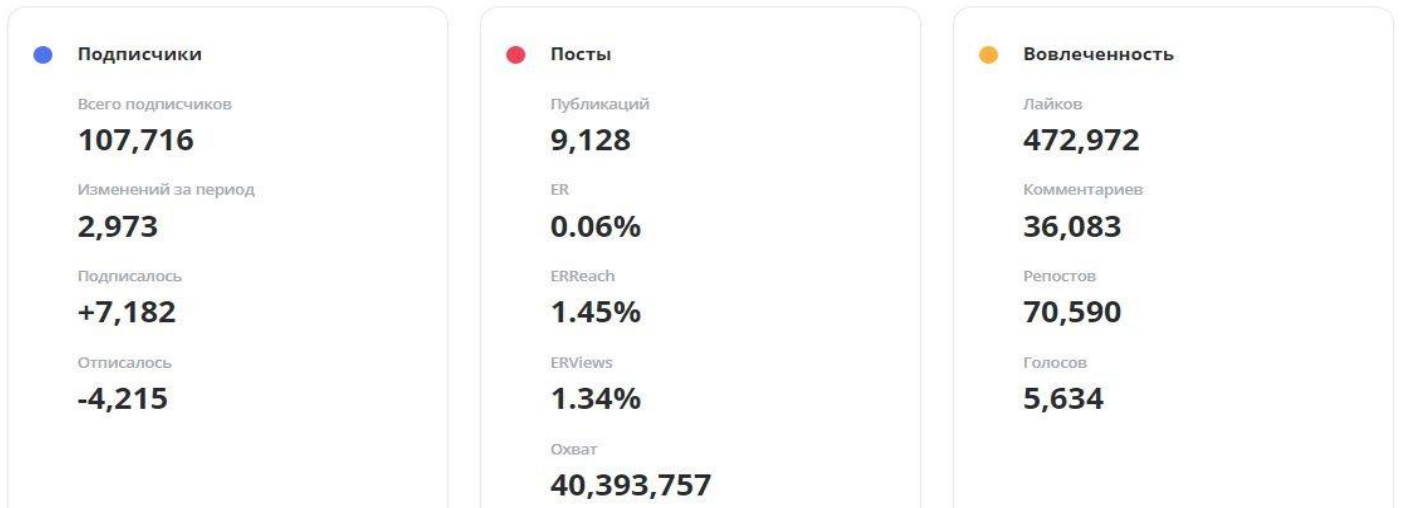 Подписчики
Всего подписчиков
107,716
Изменений за период
2,973
Подписалось
+7,182
Отписалось
-4,215
Посты
Публикаций
9,128
ER
0.06%
ERReach
1.45%
ERViews
1.34%
Охват
40,393,757
Вовлеченность
Лайков
472,972
Комментариев
36,083
Репостов
70,590
Голосов
5,634